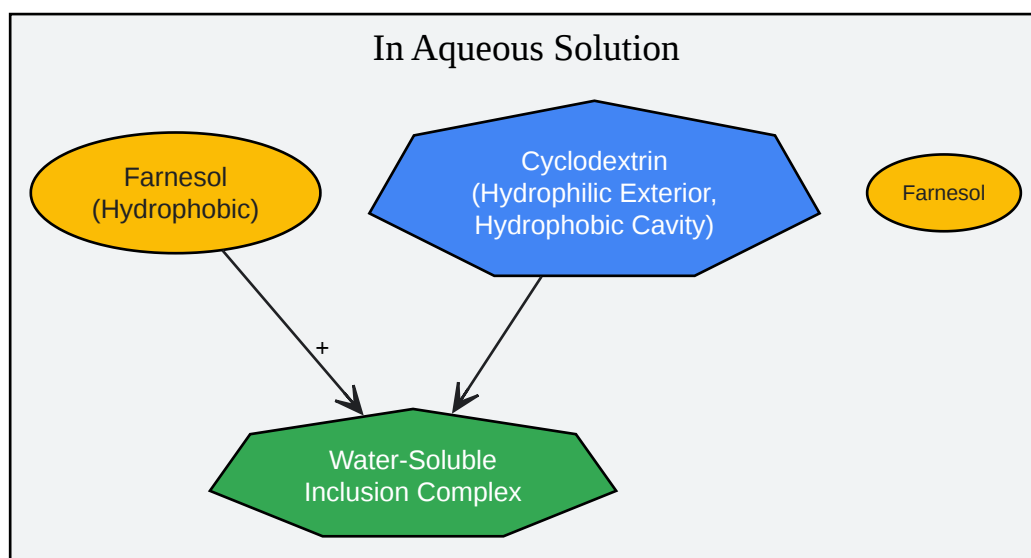 In Aqueous Solution
Farnesol
(Hydrophobic)
Cyclodextrin
(Hydrophilic Exterior,
Hydrophobic Cavity)
Farnesol
+
Water-Soluble
Inclusion Complex